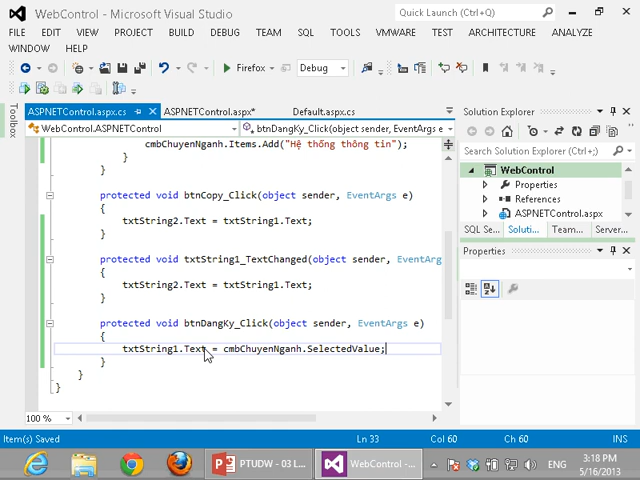 WebControl - Microsoft Visual Studio
Quick Launch (Ctrl+Q)
FILE EDIT VIEW PROJECT BUILD DEBUG TEAM SQL TOOLS VMWARE TEST ARCHITECTURE ANALYZE
WINDOW HELP
Firefox Debug
Toolbox
ASPNETControl.aspx.cs ASPNETControl.aspx* Default.aspx.cs
WebControl.ASPNETControl btnDangKy_Click(object sender, EventArgs e
cmbChuyenNganh.Items.Add("Hệ thống thông tin");
}
}
protected void btnCopy_Click(object sender, EventArgs e)
{
txtString2.Text = txtString1.Text;
}
protected void txtString1_TextChanged(object sender, EventArg
{
txtString2.Text = txtString1.Text;
}
protected void btnDangKy_Click(object sender, EventArgs e)
{
txtString1.Text = cmbChuyenNganh.SelectedValue;
}
}
}
100 %
Solution Explorer
Search Solution Explorer (Ctrl+;)
WebControl
Properties
References
ASPNETControl.aspx
SQL Se... Soluti... Team... Server...
Properties
Item(s) Saved Ln 33 Col 60 Ch 60 INS
PTUDW - 03 L... WebControl -... ENG 3:18 PM
5/16/2013